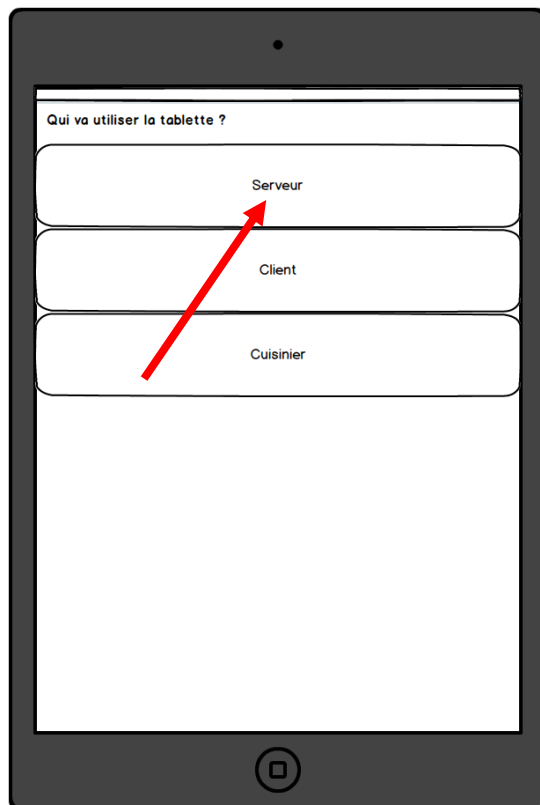 Qui va utiliser la tablette ?
Serveur
Client
Cuisinier